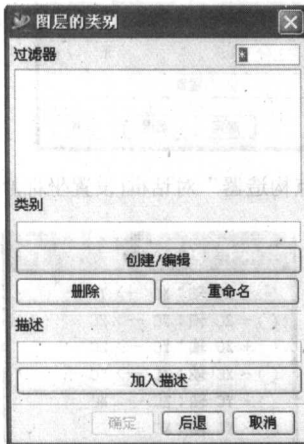 图层的类别
过滤器
类别
创建/编辑
删除 重命名
描述
加入描述
确定 后退 取消